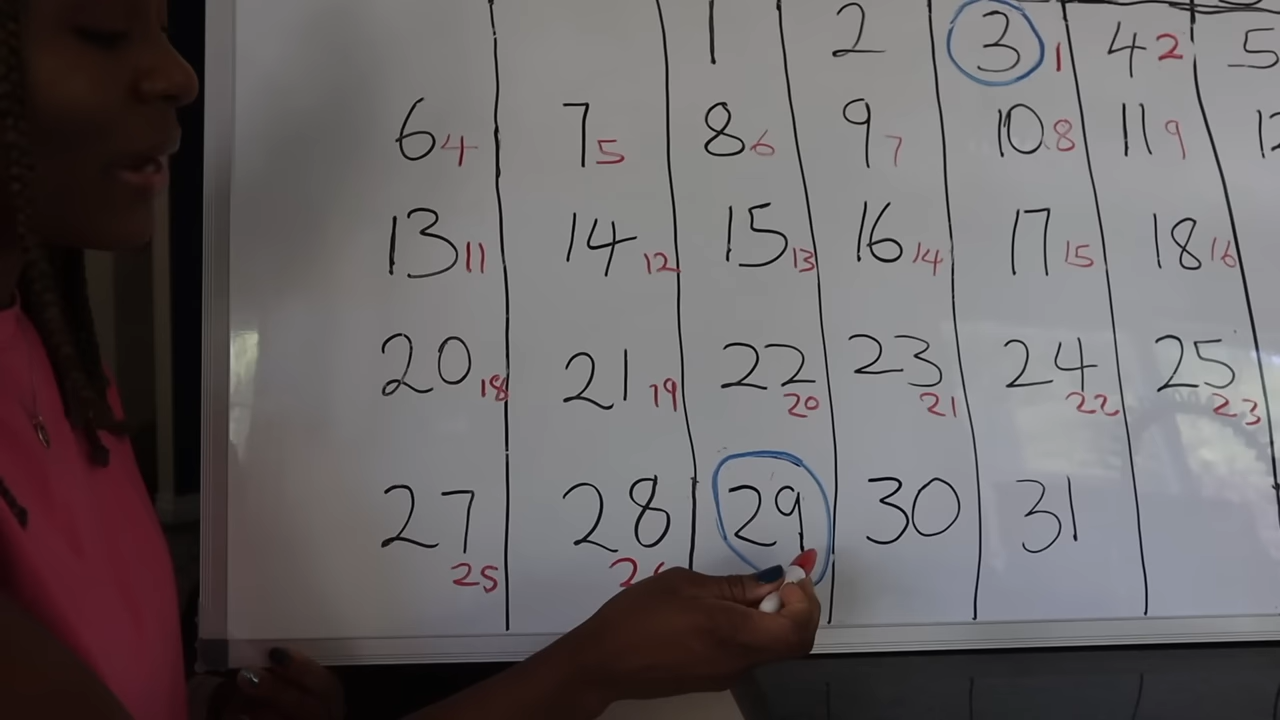 1 2 3 1 4 2 5
6 4 7 5 8 6 9 7 10 8 11 9 12
13 11 14 12 15 13 16 14 17 15 18 16
20 18 21 19 22 20 23 21 24 22 25 23
27 25 28 29 30 31